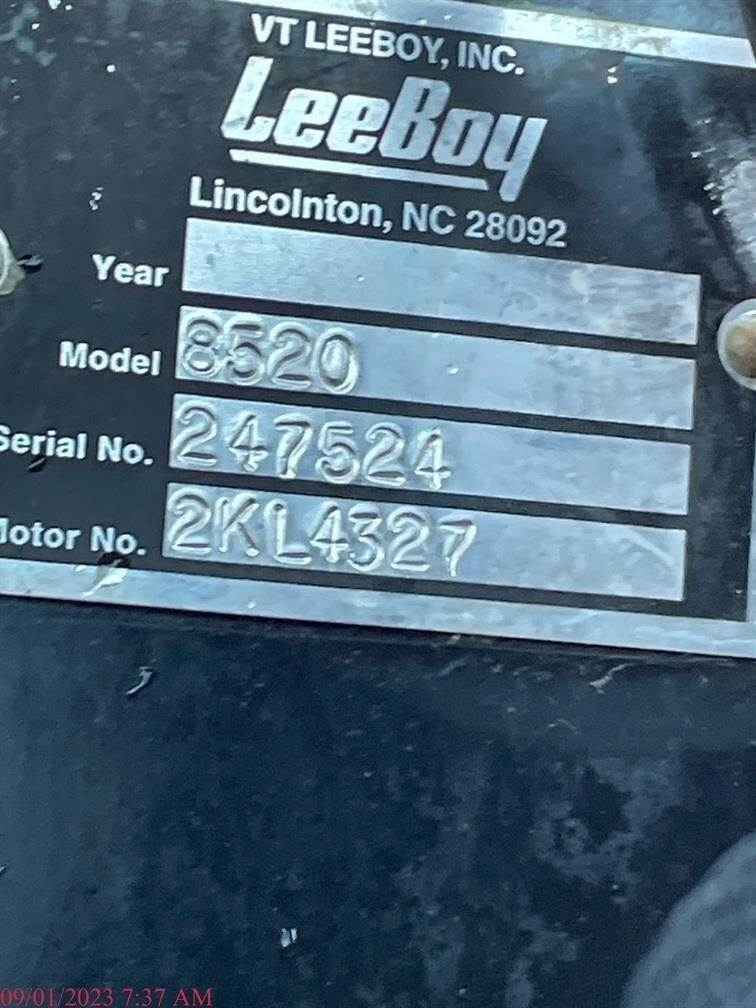 VT LEEBOY, INC.
LeeBoy
Lincolnton, NC 28092
Year
Model 8520
Serial No. 247524
Motor No. 2KL4327
09/01/2023 7:37 AM